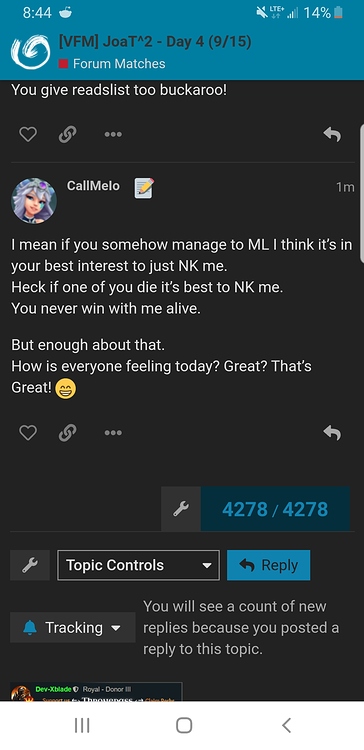 8:44
LTE+
14%
[VFM] JoaT^2 - Day 4 (9/15)
Forum Matches
You give readslist too buckaroo!
CallMelo
1m
I mean if you somehow manage to ML I think it's in
your best interest to just NK me.
Heck if one of you die it's best to NK me.
You never win with me alive.
But enough about that.
How is everyone feeling today? Great? That's
Great!
4278 / 4278
Topic Controls
Reply
Tracking
You will see a count of new
replies because you posted a
reply to this topic.
Dev-Xblade Royal - Donor III